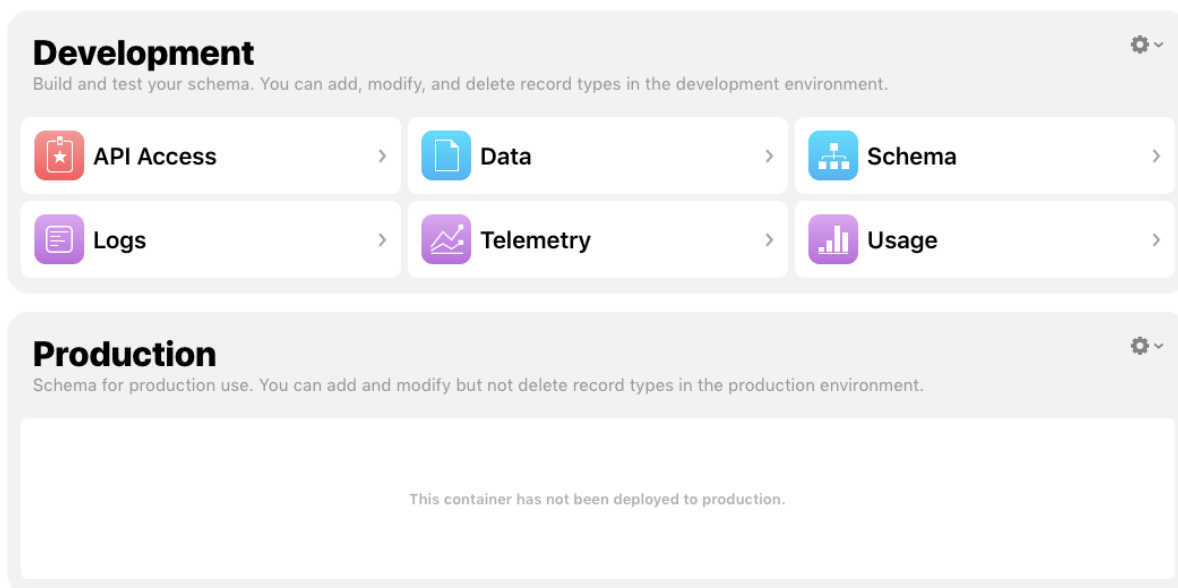 Development
Build and test your schema. You can add, modify, and delete record types in the development environment.
API Access
Data
Schema
Logs
Telemetry
Usage
Production
Schema for production use. You can add and modify but not delete record types in the production environment.
This container has not been deployed to production.